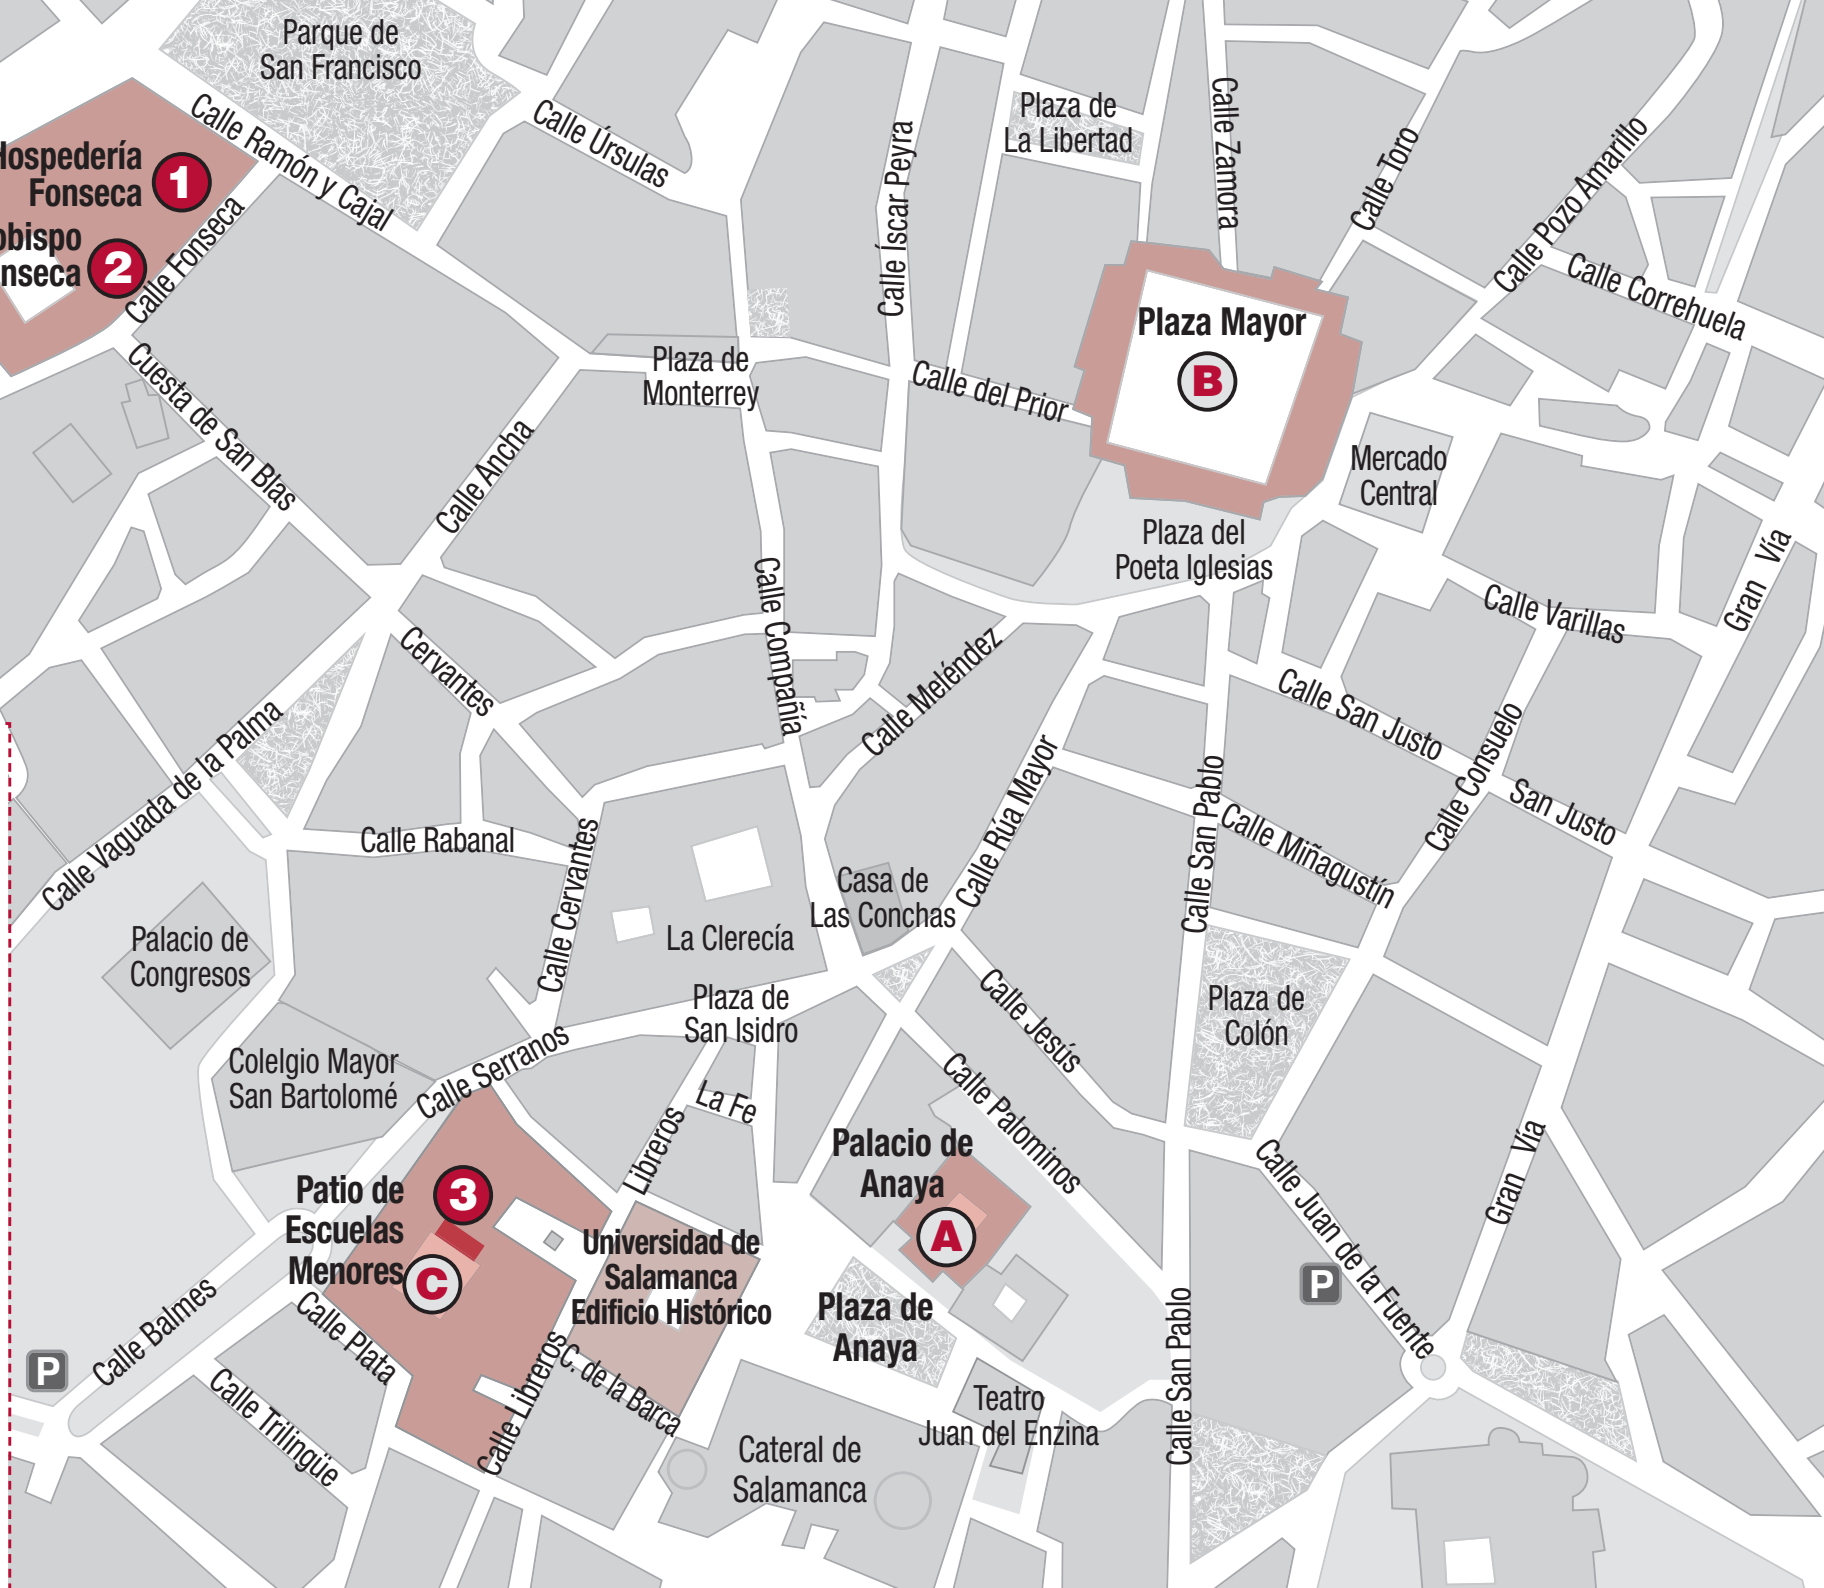 Parque de
San Francisco
Calle Ramón y Cajal
Calle Úrsulas
Calle Íscar Peyra
Plaza de
La Libertad
Calle Zamora
Calle Toro
Calle Pozo Amarillo
Calle Correhuela
Hospedería
Fonseca
1
obispo
nseca
2
Calle Fonseca
Cuesta de San Blas
Calle Ancha
Plaza de
Monterrey
Calle del Prior
Plaza Mayor
B
Mercado
Central
Plaza del
Poeta Iglesias
Gran Vía
Calle Varillas
Calle Compañía
Cervantes
Calle Meléndez
Calle San Justo
San Justo
Calle Consuelo
Calle Vaguada de la Palma
Calle Rabanal
Calle Cervantes
Calle Rúa Mayor
Calle San Pablo
Calle Miñagustín
Casa de
Las Conchas
La Clerecía
Palacio de
Congresos
Plaza de
San Isidro
Calle Jesús
Plaza de
Colón
Colelgio Mayor
San Bartolomé
Calle Serranos
La Fe
Libreros
Calle Palominos
Palacio de
Anaya
A
Patio de
Escuelas
Menores
3
C
Universidad de
Salamanca
Edificio Histórico
Calle Juan de la Fuente
Gran Vía
P
Plaza de
Anaya
Calle Balmes
P
Calle Plata
Calle Trilingüe
Calle Libreros
C. de la Barca
Calle San Pablo
Teatro
Juan del Enzina
Cateral de
Salamanca